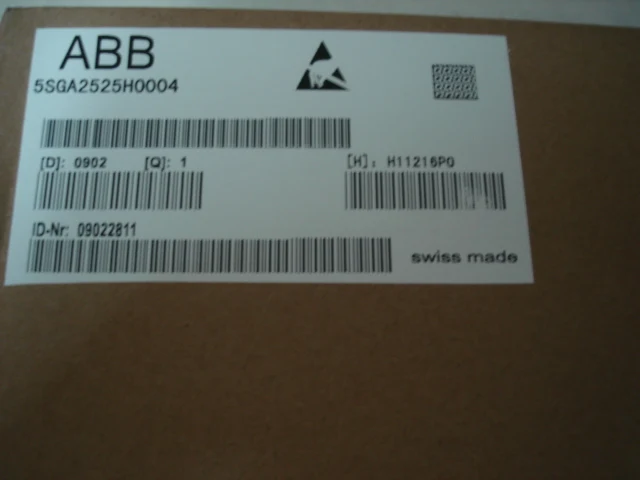 ABB
5SGA2525H0004
[D]: 0902 [Q]: 1 [H]: H11216P0
ID-Nr: 09022811
swiss made